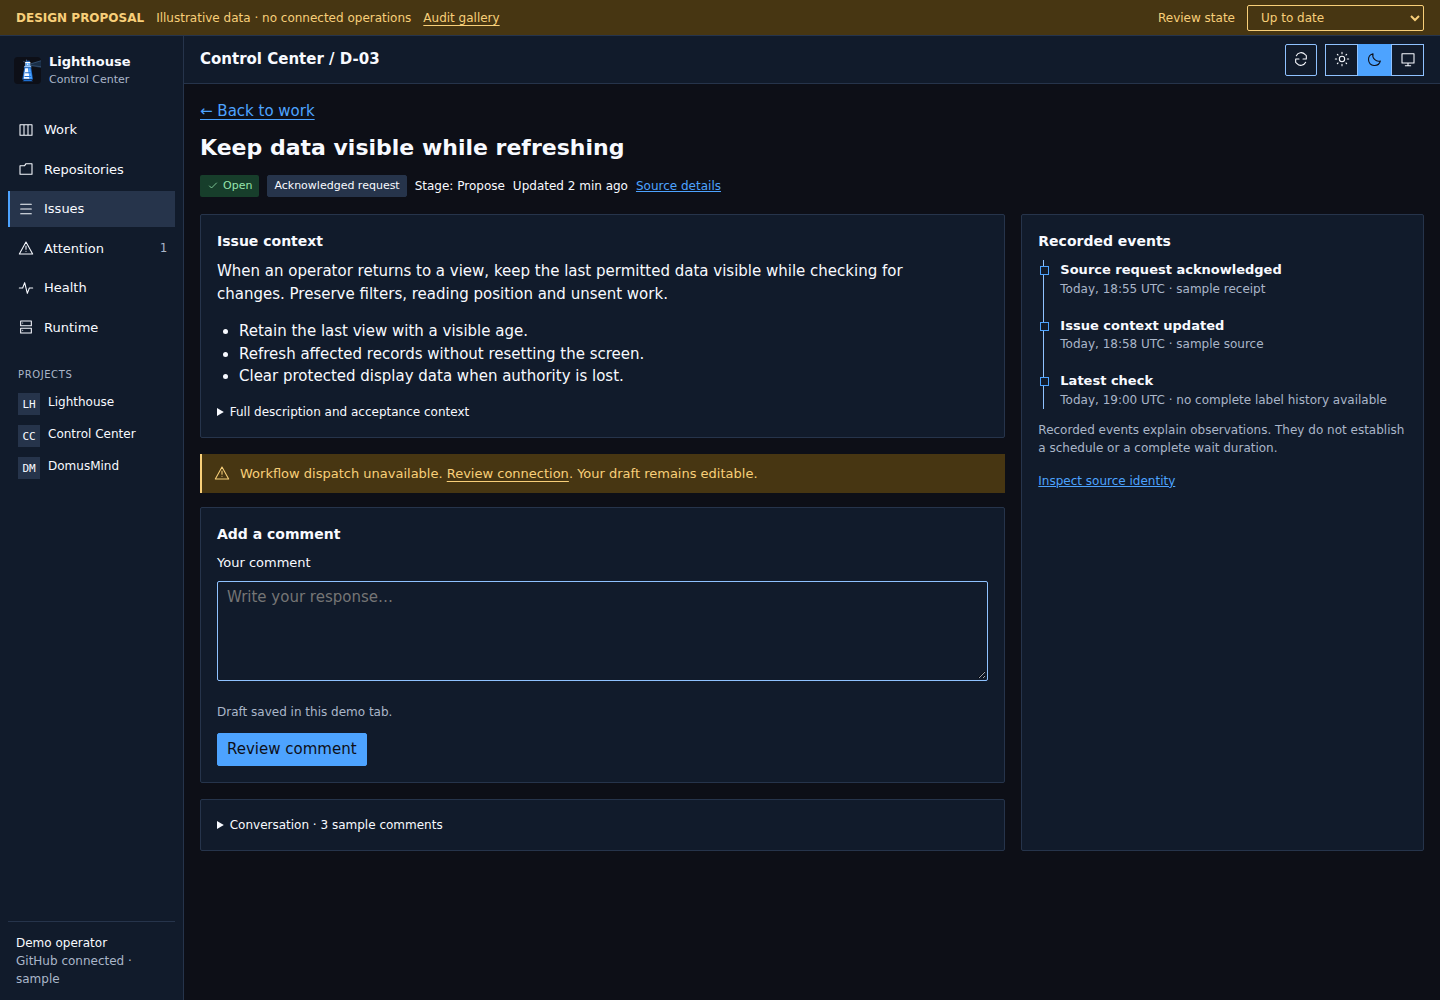 DESIGN PROPOSAL Illustrative data · no connected operations Audit gallery Review state Up to date
Lighthouse
Control Center
Control Center / D-03
Work
Repositories
Issues
Attention 1
Health
Runtime
PROJECTS
LH Lighthouse
CC Control Center
DM DomusMind
Demo operator
GitHub connected ·
sample
← Back to work
Keep data visible while refreshing
Open Acknowledged request Stage: Propose Updated 2 min ago Source details
Issue context
When an operator returns to a view, keep the last permitted data visible while checking for
changes. Preserve filters, reading position and unsent work.
• Retain the last view with a visible age.
• Refresh affected records without resetting the screen.
• Clear protected display data when authority is lost.
Full description and acceptance context
Workflow dispatch unavailable. Review connection. Your draft remains editable.
Add a comment
Your comment
Write your response...
Draft saved in this demo tab.
Review comment
Conversation · 3 sample comments
Recorded events
Source request acknowledged
Today, 18:55 UTC · sample receipt
Issue context updated
Today, 18:58 UTC · sample source
Latest check
Today, 19:00 UTC · no complete label history available
Recorded events explain observations. They do not establish
a schedule or a complete wait duration.
Inspect source identity